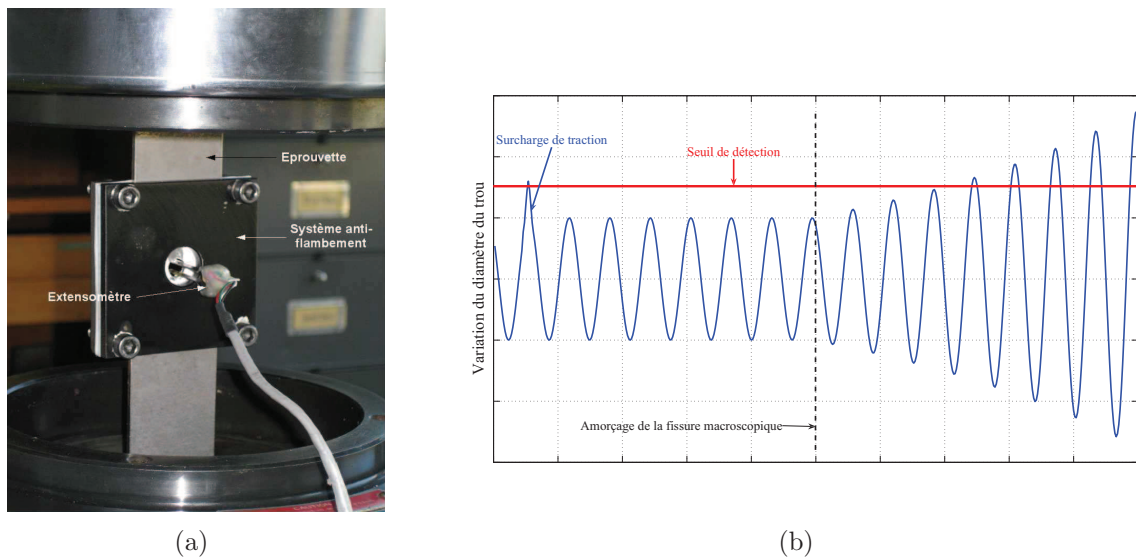 Eprouvette
Système anti-
flambement
Extensomètre
(a)
Variation du diamètre du trou
Surcharge de traction
Seuil de détection
Amorçage de la fissure macroscopique
(b)